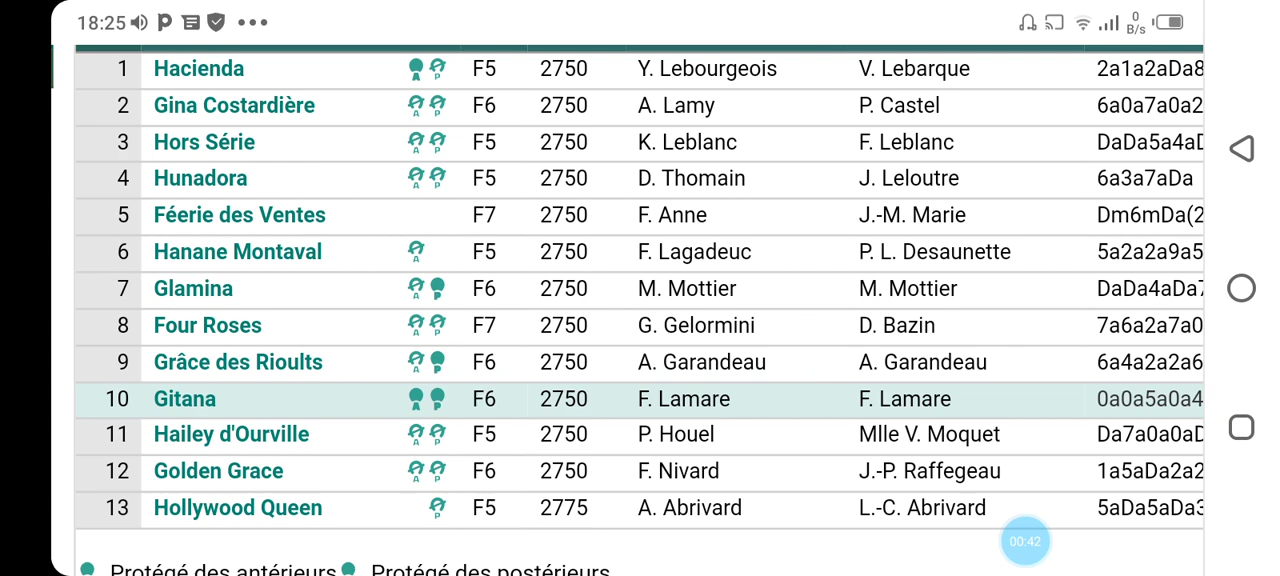 18:25 0 B/s
1 Hacienda A P F5 2750 Y. Lebourgeois V. Lebarque 2a1a2aDa8
2 Gina Costardière A P F6 2750 A. Lamy P. Castel 6a0a7a0a2
3 Hors Série A P F5 2750 K. Leblanc F. Leblanc DaDa5a4aD
4 Hunadora A P F5 2750 D. Thomain J. Leloutre 6a3a7aDa
5 Féerie des Ventes F7 2750 F. Anne J.-M. Marie Dm6mDa(2
6 Hanane Montaval A F5 2750 F. Lagadeuc P. L. Desaunette 5a2a2a9a5
7 Glamina A P F6 2750 M. Mottier M. Mottier DaDa4aDa7
8 Four Roses A P F7 2750 G. Gelormini D. Bazin 7a6a2a7a0
9 Grâce des Rioults A P F6 2750 A. Garandeau A. Garandeau 6a4a2a2a6
10 Gitana A P F6 2750 F. Lamare F. Lamare 0a0a5a0a4
11 Hailey d'Ourville A P F5 2750 P. Houel Mlle V. Moquet Da7a0a0aD
12 Golden Grace A P F6 2750 F. Nivard J.-P. Raffegeau 1a5aDa2a2
13 Hollywood Queen P F5 2775 A. Abrivard L.-C. Abrivard 5aDa5aDa3
00:42
Protégé des antérieurs Protégé des postérieurs